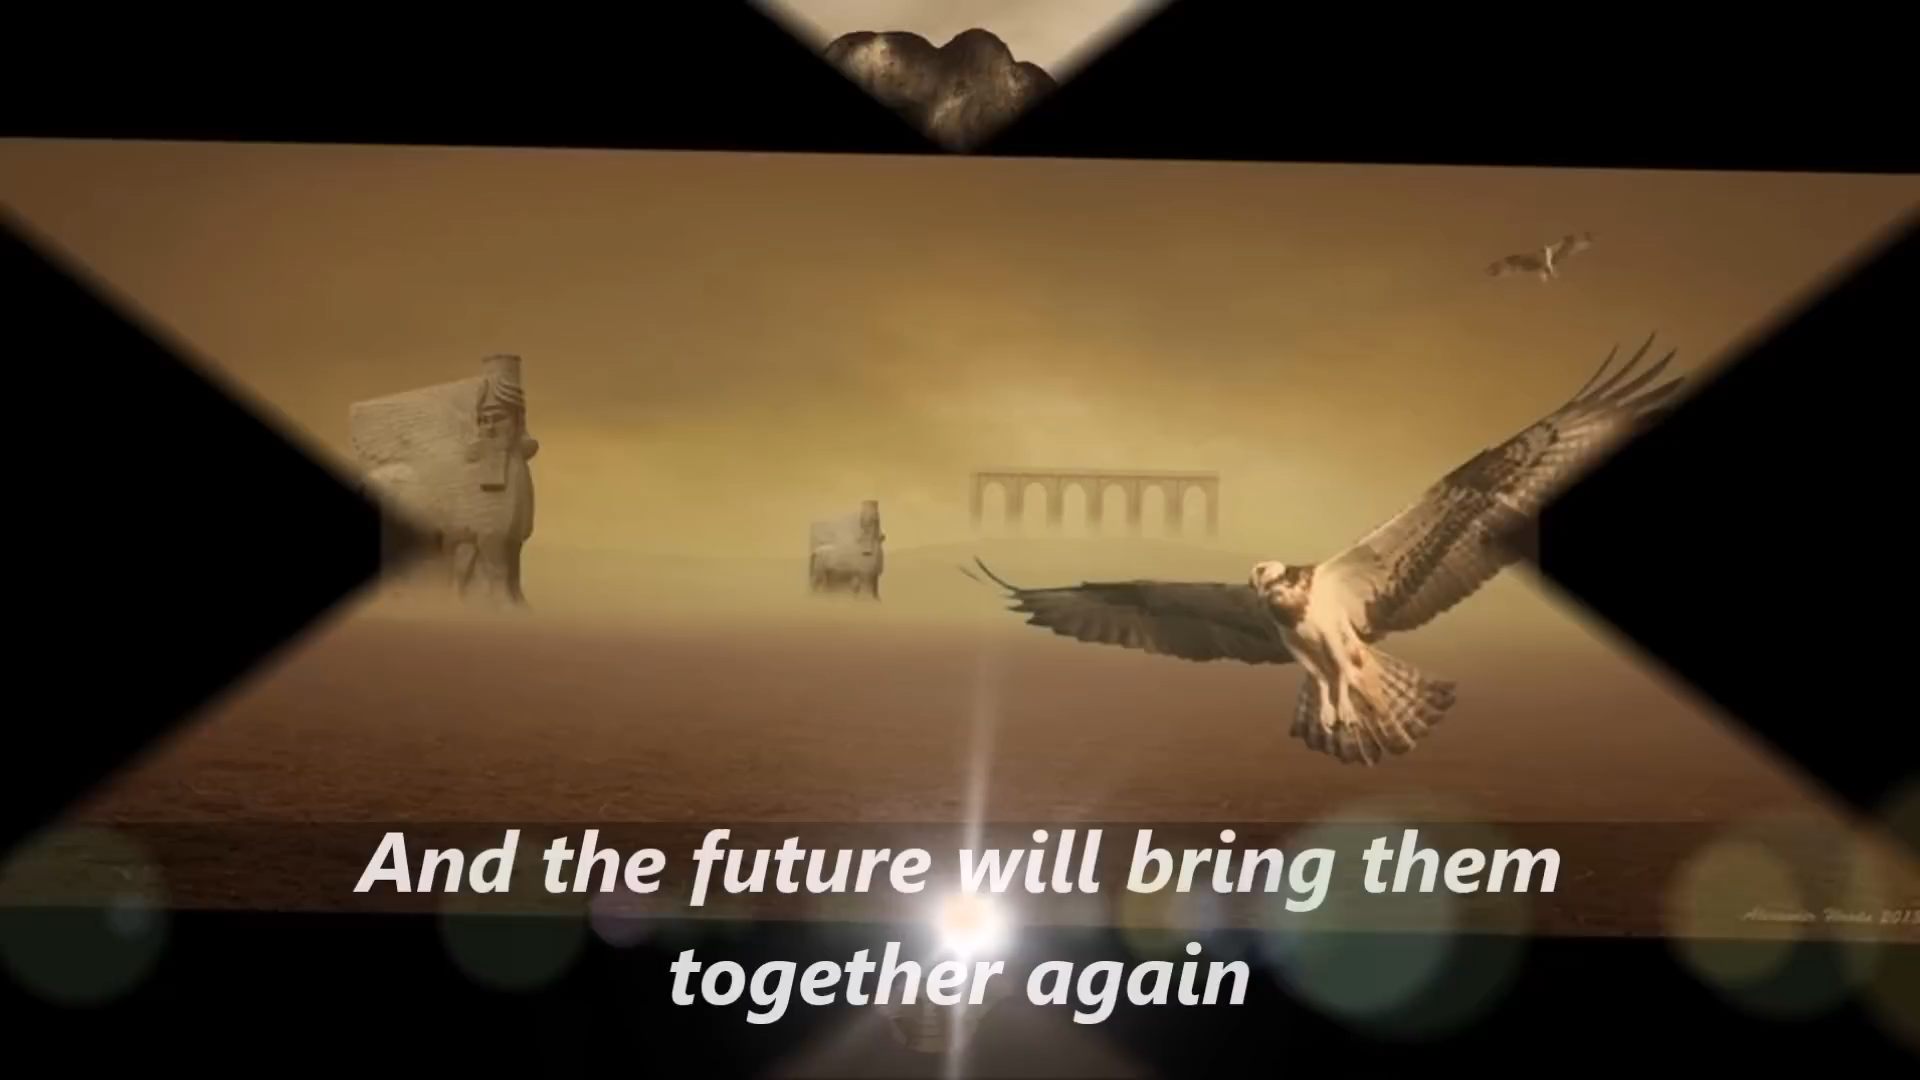 And the future will bring them
together again